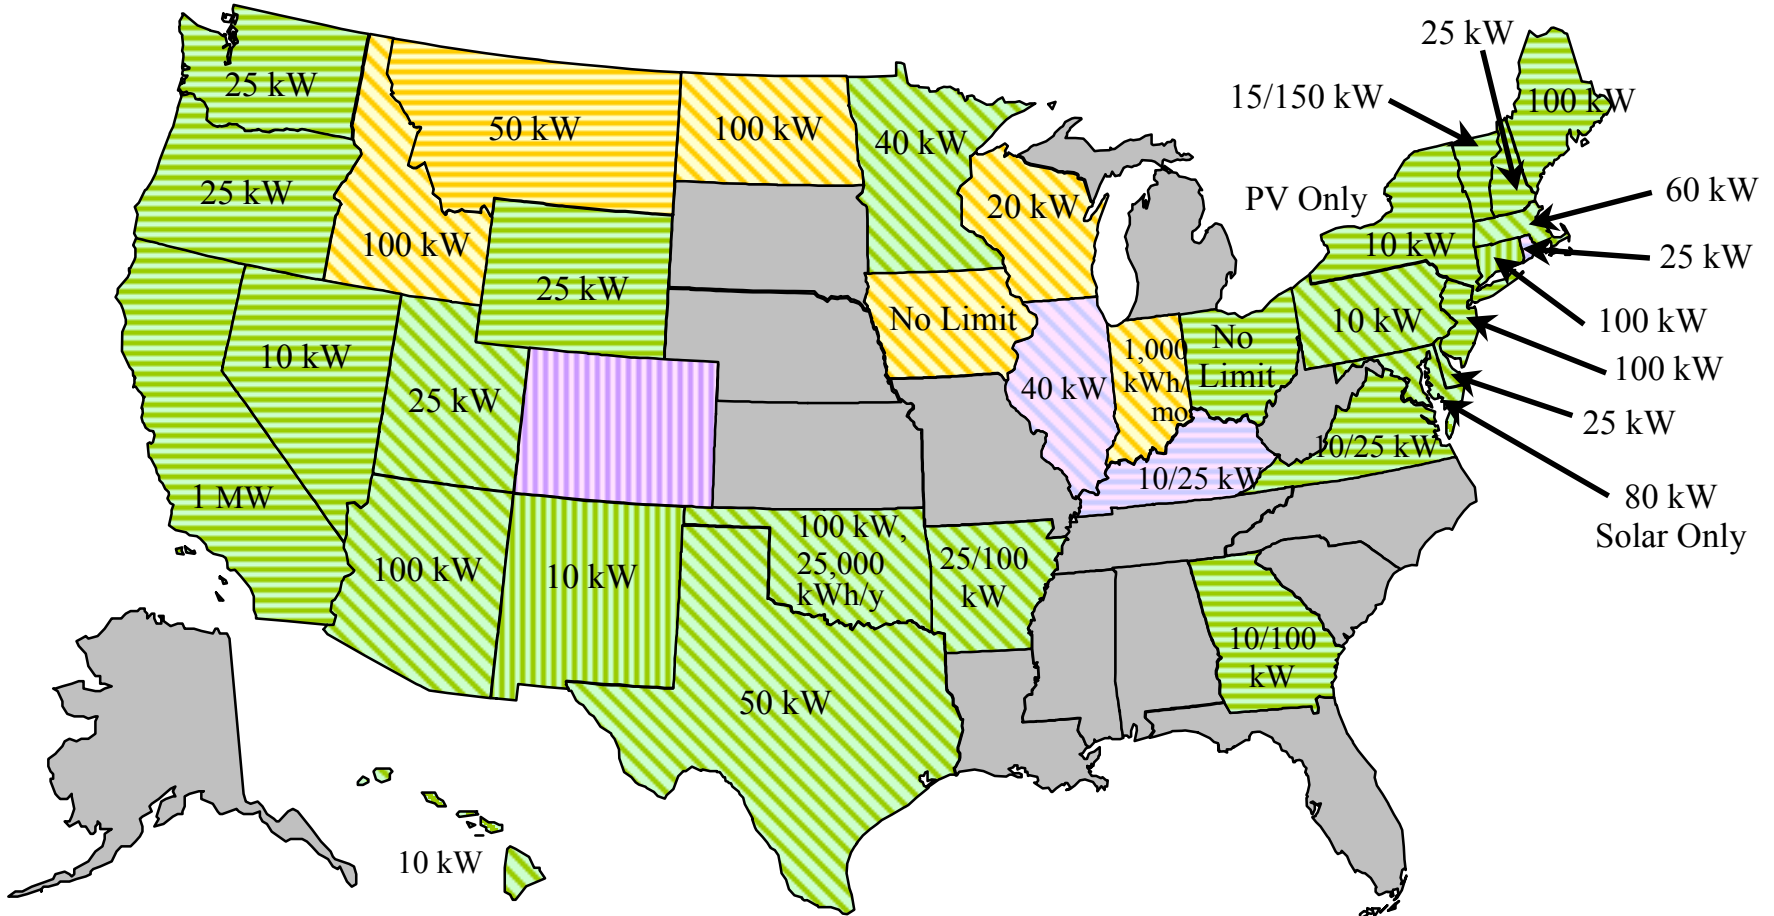 25 kW
15/150 kW
25 kW
50 kW
100 kW
40 kW
100 kW
25 kW
100 kW
20 kW
PV Only
10 kW
60 kW
25 kW
25 kW
No Limit
10 kW
100 kW
10 kW
25 kW
1,000
kWh/
mo
No
Limit
40 kW
100 kW
25 kW
10/25 kW
10/25 kW
80 kW
Solar Only
1 MW
100 kW
10 kW
100 kW,
25,000
kWh/y
25/100
kW
10/100
kW
50 kW
10 kW